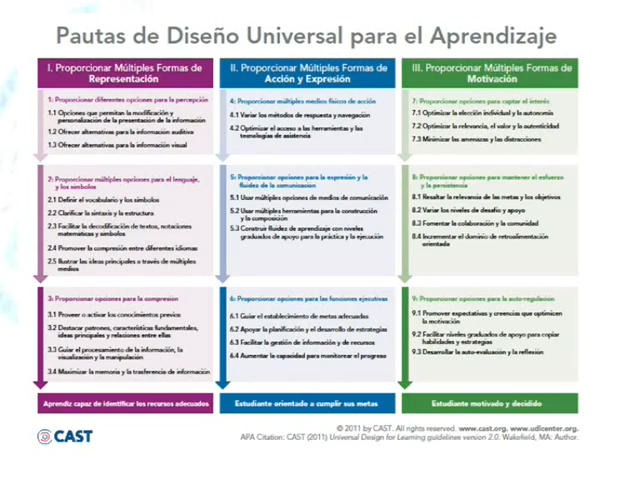 Pautas de Diseño Universal para el Aprendizaje
I. Proporcionar Múltiples Formas de
Representación
1: Proporcionar diferentes opciones para la percepción
1.1 Opciones que permitan la modificación y
personalización de la presentación de la información
1.2 Ofrecer alternativas para la información auditiva
1.3 Ofrecer alternativas para la información visual
2: Proporcionar múltiples opciones para el lenguaje,
y los símbolos
2.1 Definir el vocabulario y los símbolos
2.2 Clarificar la sintaxis y la estructura
2.3 Facilitar la decodificación de textos, notaciones
matemáticas y símbolos
2.4 Promover la compresión entre diferentes idiomas
2.5 Ilustrar las ideas principales a través de múltiples
medios
3: Proporcionar opciones para la compresión
3.1 Proveer o activar los conocimientos previos
3.2 Destacar patrones, características fundamentales,
ideas principales y relaciones entre ellas
3.3 Guiar el procesamiento de la información, la
visualización y la manipulación
3.4 Maximizar la memoria y la trasferencia de información
Aprendiz capaz de identificar los recursos adecuados
II. Proporcionar Múltiples Formas de
Acción y Expresión
4: Proporcionar múltiples medios físicos de acción
4.1 Variar los métodos de respuesta y navegación
4.2 Optimizar el acceso a las herramientas y las
tecnologías de asistencia
5: Proporcionar opciones para la expresión y la
fluidez de la comunicación
5.1 Usar múltiples opciones de medios de comunicación
5.2 Usar múltiples herramientas para la construcción
y la composición
5.3 Construir fluidez de aprendizaje con niveles
graduados de apoyo para la práctica y la ejecución
6: Proporcionar opciones para las funciones ejecutivas
6.1 Guiar el establecimiento de metas adecuadas
6.2 Apoyar la planificación y el desarrollo de estrategias
6.3 Facilitar la gestión de información y de recursos
6.4 Aumentar la capacidad para monitorear el progreso
Estudiante orientado a cumplir sus metas
III. Proporcionar Múltiples Formas de
Motivación
7: Proporcionar opciones para captar el interés
7.1 Optimizar la elección individual y la autonomía
7.2 Optimizar la relevancia, el valor y la autenticidad
7.3 Minimizar las amenazas y las distracciones
8: Proporcionar opciones para mantener el esfuerzo
y la persistencia
8.1 Resaltar la relevancia de las metas y los objetivos
8.2 Variar los niveles de desafío y apoyo
8.3 Fomentar la colaboración y la comunidad
8.4 Incrementar el dominio de retroalimentación
orientada
9: Proporcionar opciones para la auto-regulación
9.1 Promover expectativas y creencias que optimicen
la motivación
9.2 Facilitar niveles graduados de apoyo para copiar
habilidades y estrategias
9.3 Desarrollar la auto-evaluación y la reflexión
Estudiante motivado y decidido
CAST
© 2011 by CAST. All rights reserved. www.cast.org, www.udlcenter.org.
APA Citation: CAST (2011) Universal Design for Learning guidelines version 2.0. Wakefield, MA: Author.